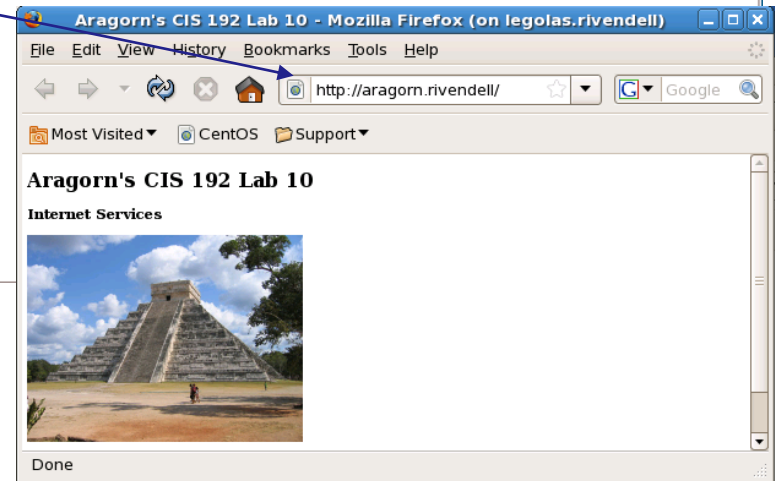 Aragorn's CIS 192 Lab 10 - Mozilla Firefox (on legolas.rivendell)
File Edit View History Bookmarks Tools Help
http://aragorn.rivendell/ G Google
Most Visited CentOS Support
Aragorn's CIS 192 Lab 10
Internet Services
Done